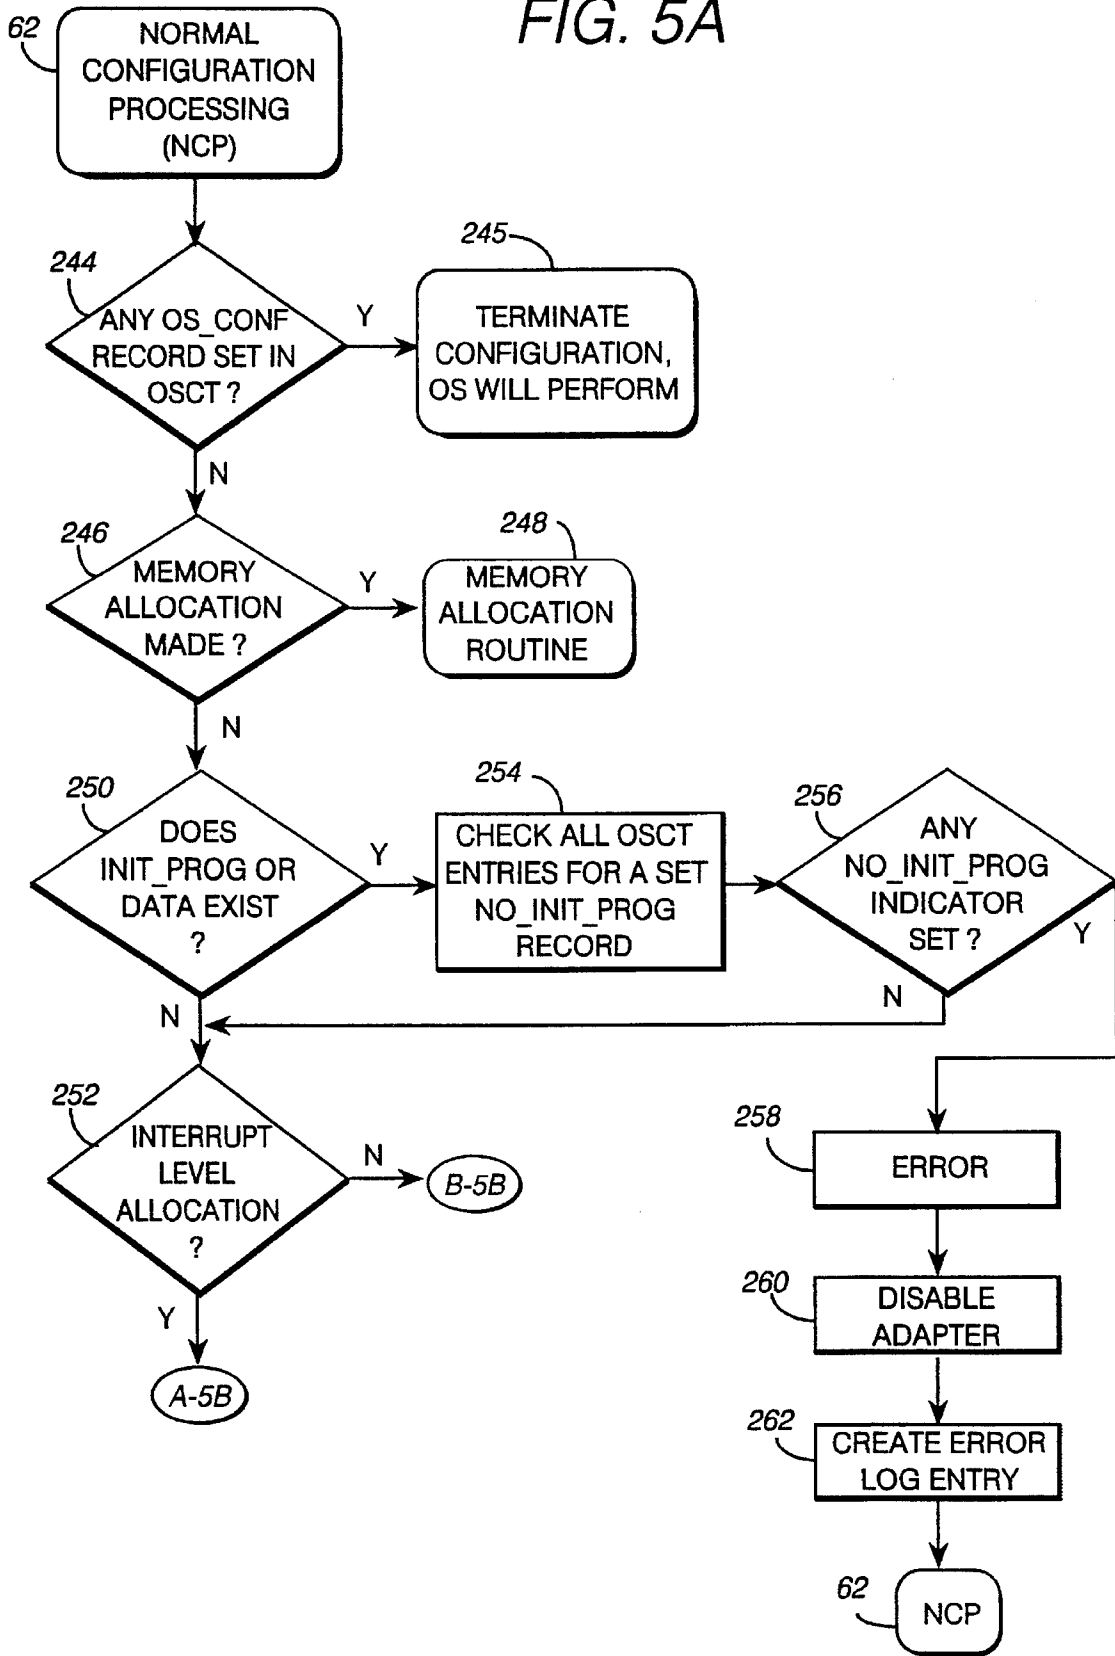 FIG. 5A
62
NORMAL
CONFIGURATION
PROCESSING
(NCP)
244
ANY OS_CONF
RECORD SET IN
OSCT ?
Y
N
245
TERMINATE
CONFIGURATION,
OS WILL PERFORM
246
MEMORY
ALLOCATION
MADE ?
Y
N
248
MEMORY
ALLOCATION
ROUTINE
250
DOES
INIT_PROG OR
DATA EXIST
?
Y
N
254
CHECK ALL OSCT
ENTRIES FOR A SET
NO_INIT_PROG
RECORD
256
ANY
NO_INIT_PROG
INDICATOR
SET ?
Y
N
252
INTERRUPT
LEVEL
ALLOCATION
?
N
B-5B
Y
A-5B
258
ERROR
260
DISABLE
ADAPTER
262
CREATE ERROR
LOG ENTRY
62
NCP